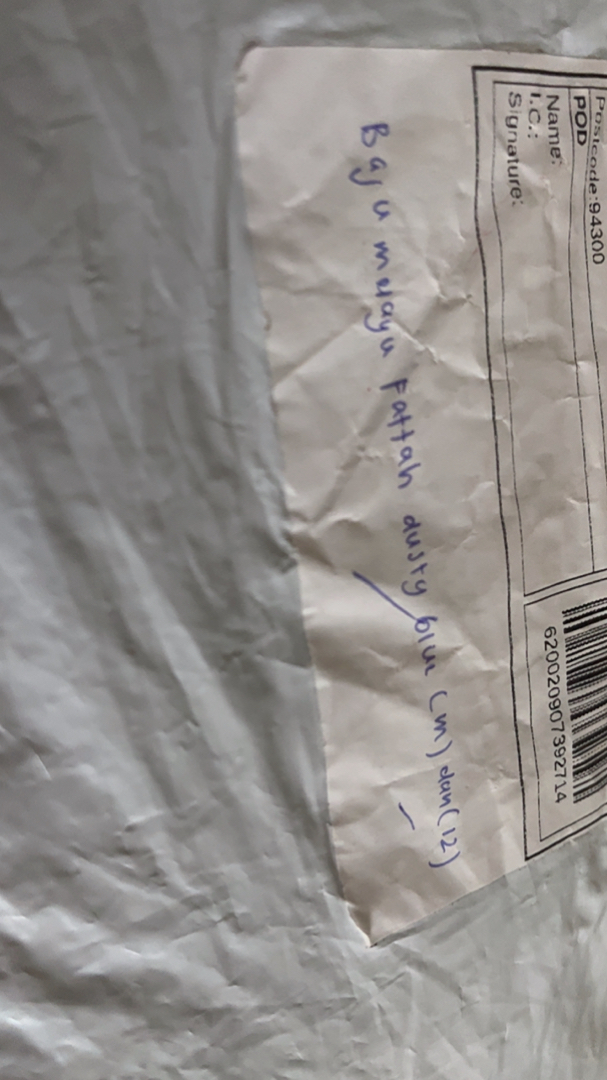 Postcode:94300
POD
Name:
I.C.:
Signature:
620020907392714
Baju melayu Fattah dusty blue (m) dan (12)